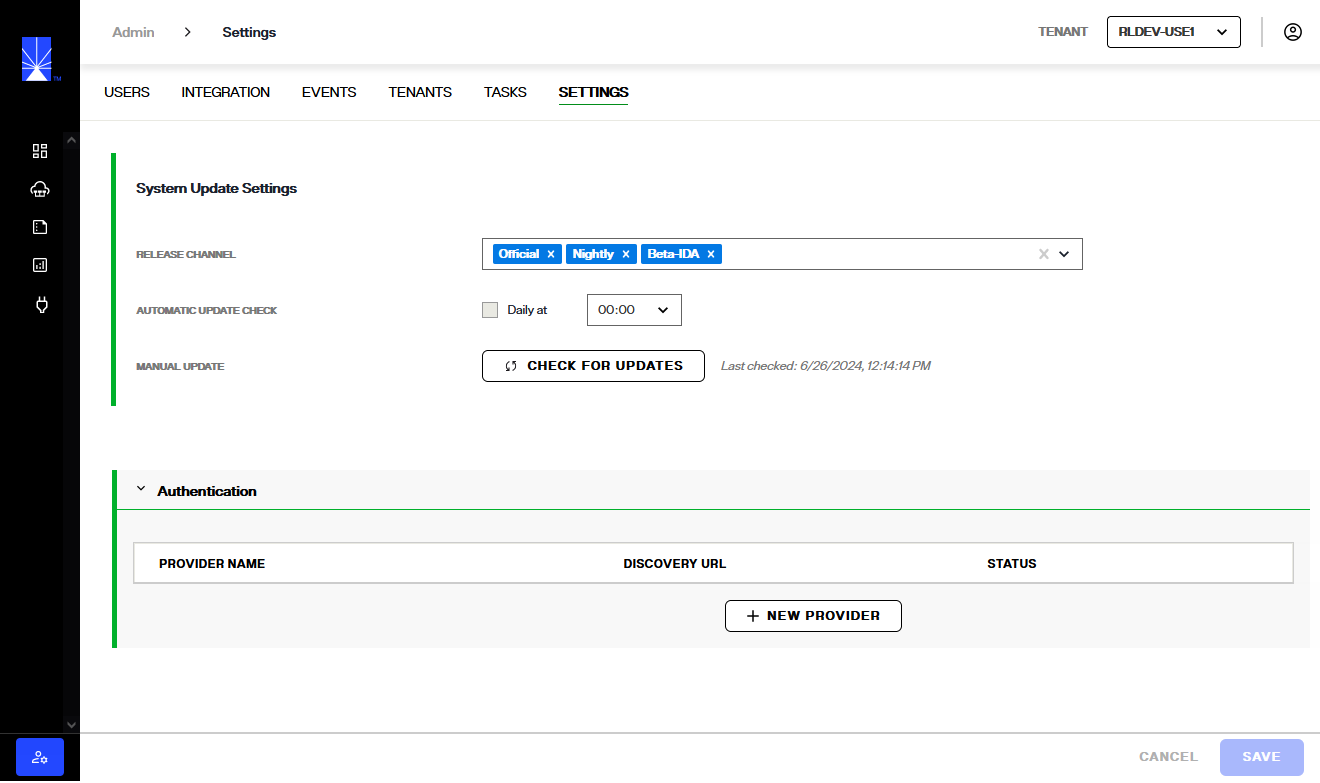 Admin > Settings TENANT RLDEV-USE1
TM
USERS INTEGRATION EVENTS TENANTS TASKS SETTINGS
System Update Settings
RELEASE CHANNEL Official x Nightly x Beta-IDA x
AUTOMATIC UPDATE CHECK Daily at 00:00
MANUAL UPDATE CHECK FOR UPDATES Last checked: 6/26/2024, 12:14:14 PM
Authentication
PROVIDER NAME DISCOVERY URL STATUS
+ NEW PROVIDER
CANCEL SAVE